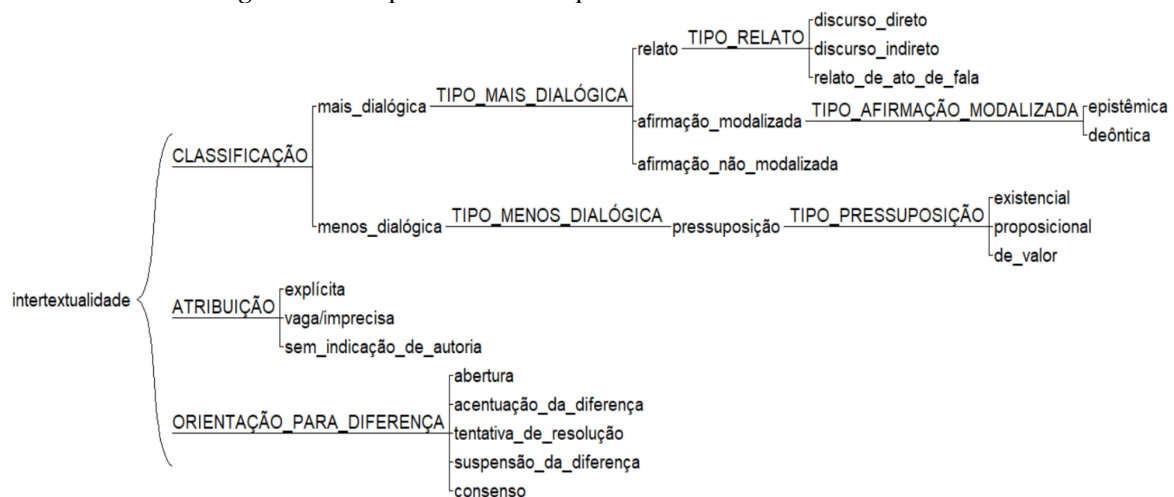 discurso_direto
relato TIPO_RELATO discurso_indireto
relato_de_ato_de_fala
mais_dialógica TIPO_MAIS_DIALÓGICA
afirmação_modalizada TIPO_AFIRMAÇÃO_MODALIZADA epistêmica
deôntica
CLASSIFICAÇÃO
afirmação_não_modalizada
existencial
menos_dialógica TIPO_MENOS_DIALÓGICA pressuposição TIPO_PRESSUPOSIÇÃO proposicional
de_valor
intertextualidade
explícita
ATRIBUIÇÃO vaga/imprecisa
sem_indicação_de_autoria
abertura
acentuação_da_diferença
ORIENTAÇÃO_PARA_DIFERENÇA tentativa_de_resolução
suspensão_da_diferença
consenso